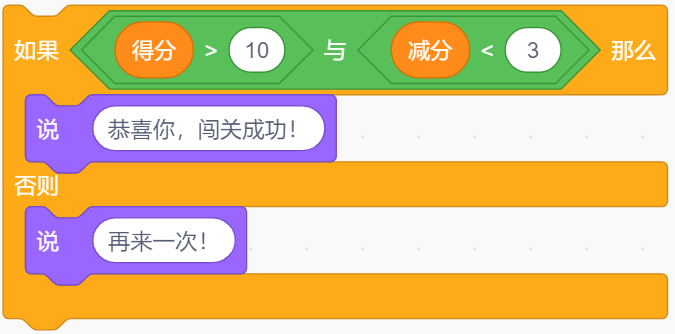 如果 得分 > 10 与 减分 < 3 那么
说 恭喜你，闯关成功！
否则
说 再来一次！